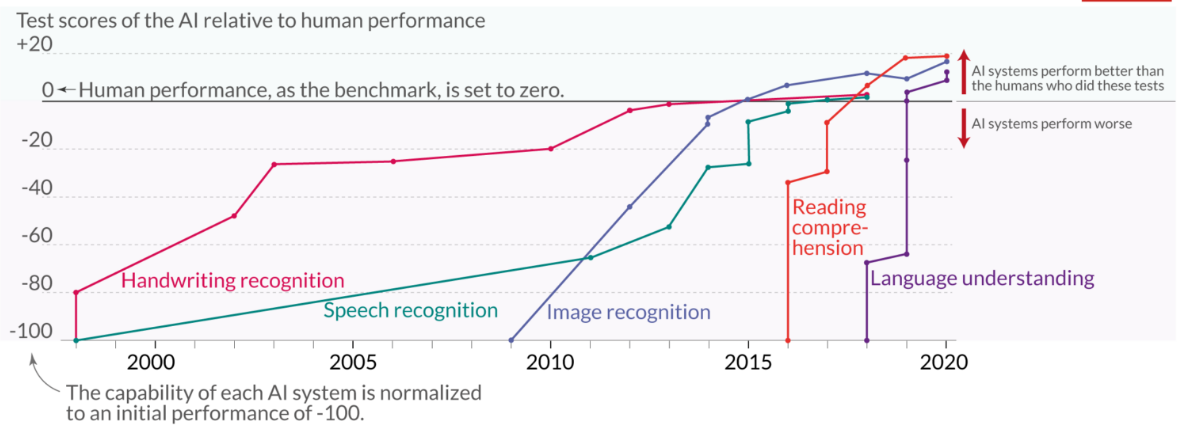 Test scores of the AI relative to human performance
+20
0 ←Human performance, as the benchmark, is set to zero.
AI systems perform better than
the humans who did these tests
AI systems perform worse
-20
-40
-60
-80
-100
Reading
compre-
hension
Handwriting recognition
Language understanding
Speech recognition
Image recognition
2000
2005
2010
2015
2020
The capability of each AI system is normalized
to an initial performance of -100.